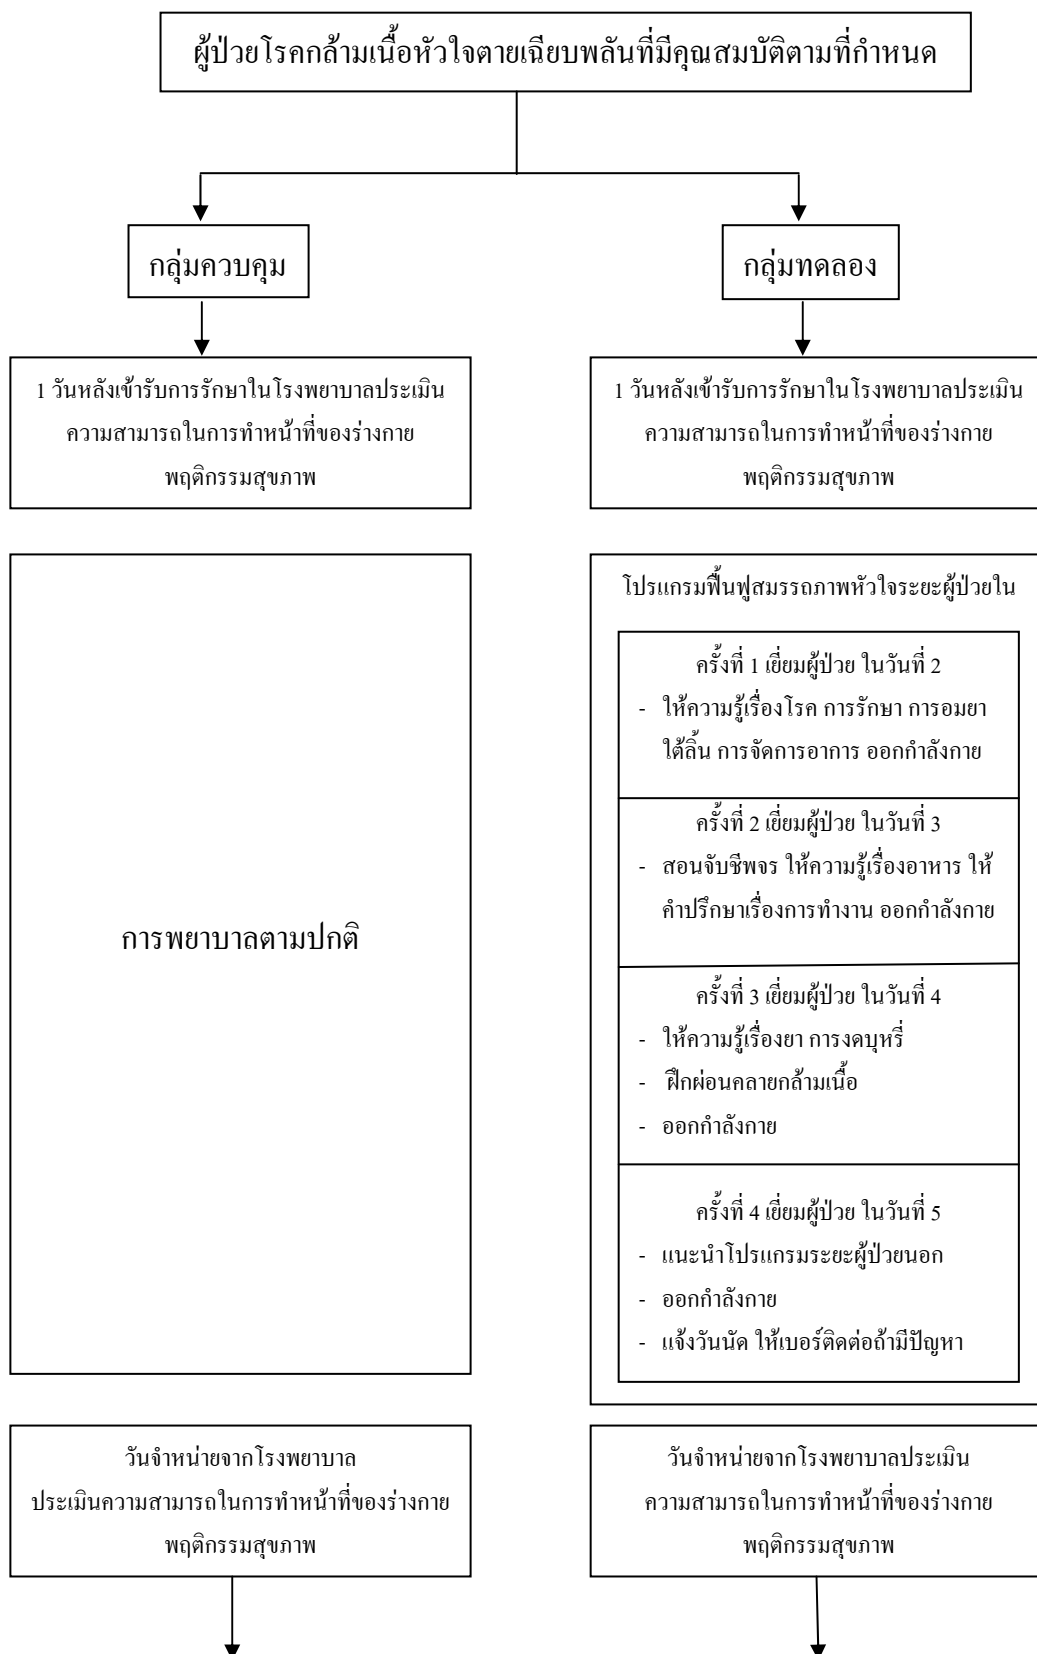 ผู้ป่วยโรคกล้ามเนื้อหัวใจตายเฉียบพลันที่มีคุณสมบัติตามที่กำหนด
กลุ่มควบคุม
กลุ่มทดลอง
1 วันหลังเข้ารับการรักษาในโรงพยาบาลประเมิน
ความสามารถในการทำหน้าที่ของร่างกาย
พฤติกรรมสุขภาพ
1 วันหลังเข้ารับการรักษาในโรงพยาบาลประเมิน
ความสามารถในการทำหน้าที่ของร่างกาย
พฤติกรรมสุขภาพ
การพยาบาลตามปกติ
โปรแกรมฟื้นฟูสมรรถภาพหัวใจระยะผู้ป่วยใน
ครั้งที่ 1 เยี่ยมผู้ป่วย ในวันที่ 2
- ให้ความรู้เรื่องโรค การรักษา การอมยา
ใต้ลิ้น การจัดการอาการ ออกกำลังกาย
ครั้งที่ 2 เยี่ยมผู้ป่วย ในวันที่ 3
- สอนจับชีพจร ให้ความรู้เรื่องอาหาร ให้
คำปรึกษาเรื่องการทำงาน ออกกำลังกาย
ครั้งที่ 3 เยี่ยมผู้ป่วย ในวันที่ 4
- ให้ความรู้เรื่องยา การงดบุหรี่
- ฝึกผ่อนคลายกล้ามเนื้อ
- ออกกำลังกาย
ครั้งที่ 4 เยี่ยมผู้ป่วย ในวันที่ 5
- แนะนำโปรแกรมระยะผู้ป่วยนอก
- ออกกำลังกาย
- แจ้งวันนัด ให้เบอร์ติดต่อถ้ามีปัญหา
วันจำหน่ายจากโรงพยาบาล
ประเมินความสามารถในการทำหน้าที่ของร่างกาย
พฤติกรรมสุขภาพ
วันจำหน่ายจากโรงพยาบาลประเมิน
ความสามารถในการทำหน้าที่ของร่างกาย
พฤติกรรมสุขภาพ